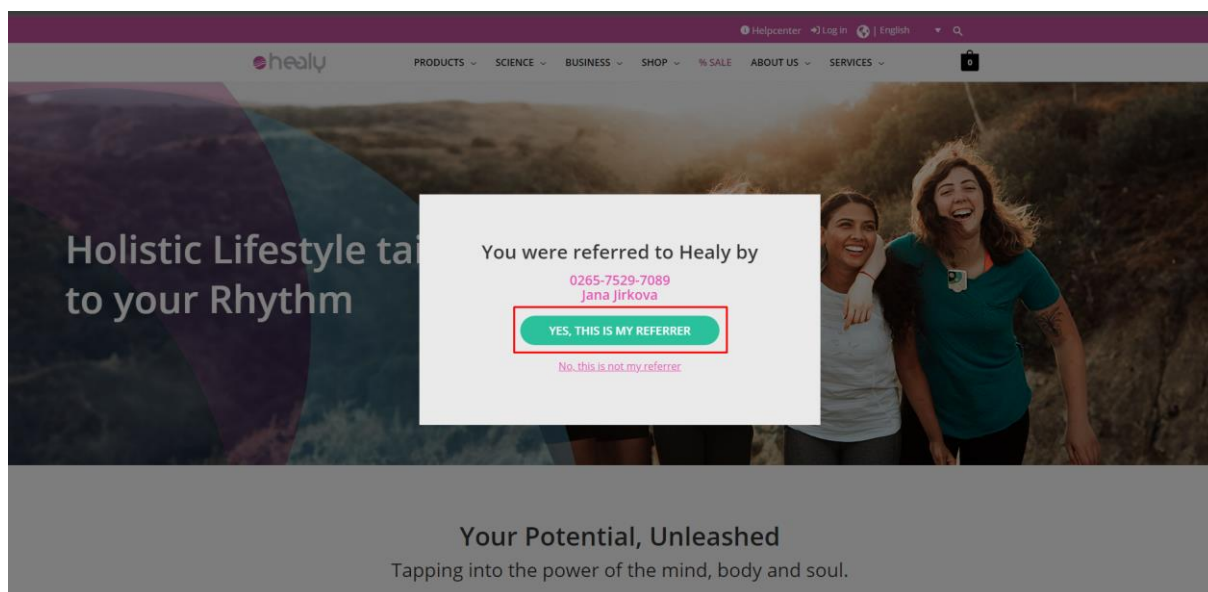 Helpcenter Log in | English
healy PRODUCTS SCIENCE BUSINESS SHOP % SALE ABOUT US SERVICES 0
Holistic Lifestyle tai
to your Rhythm
You were referred to Healy by
0265-7529-7089
Jana Jirkova
YES, THIS IS MY REFERRER
No, this is not my referrer
Your Potential, Unleashed
Tapping into the power of the mind, body and soul.